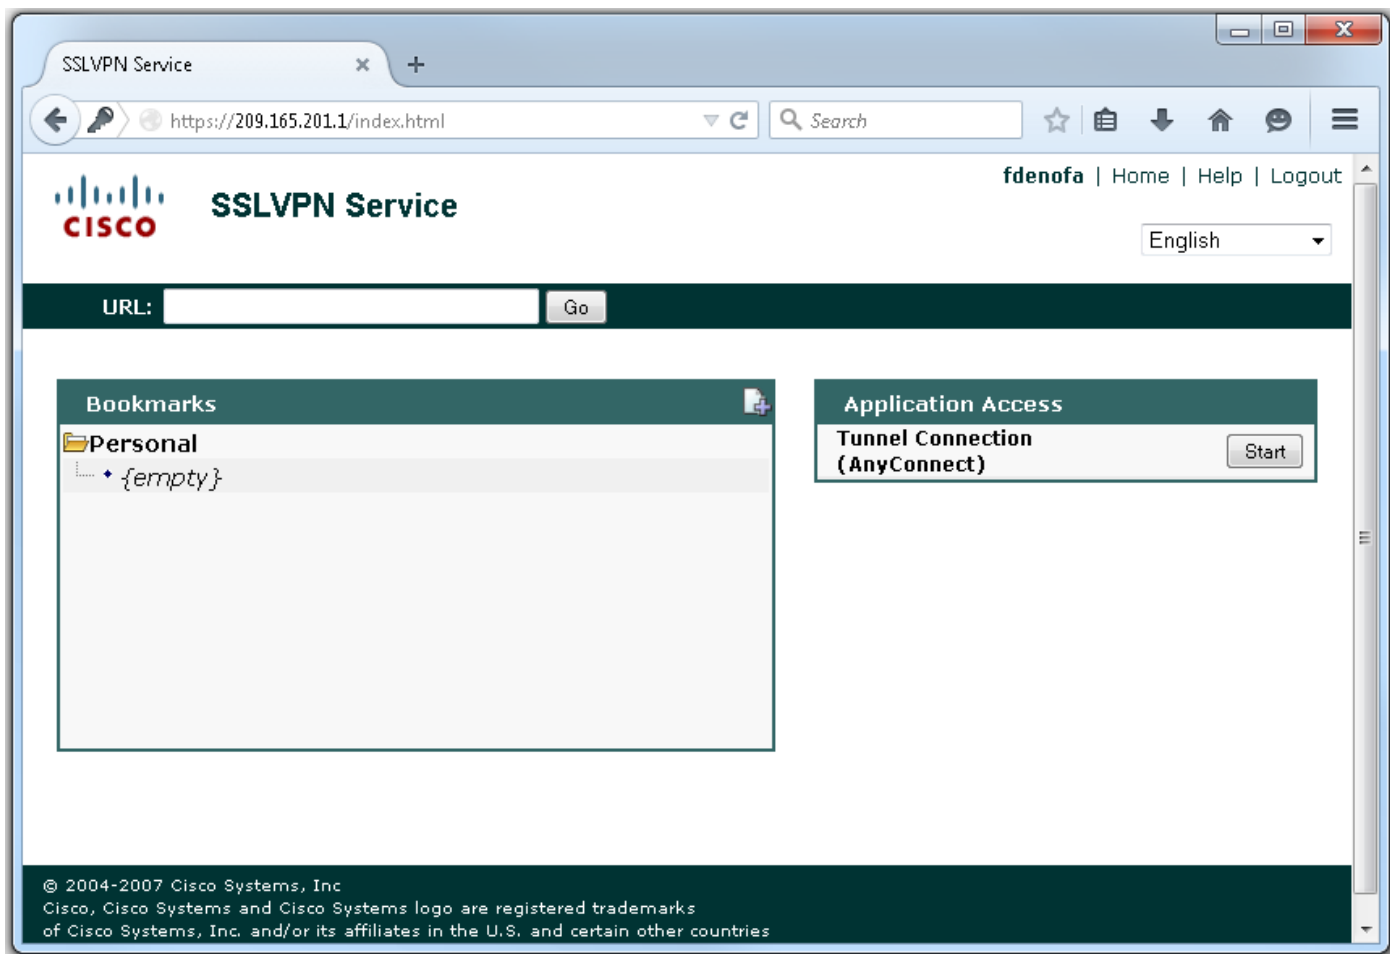 SSLVPN Service
https://209.165.201.1/index.html
Search
fdenofa | Home | Help | Logout
CISCO
SSLVPN Service
English
URL:
Go
Bookmarks
Personal
{empty}
Application Access
Tunnel Connection
(AnyConnect)
Start
© 2004-2007 Cisco Systems, Inc
Cisco, Cisco Systems and Cisco Systems logo are registered trademarks
of Cisco Systems, Inc. and/or its affiliates in the U.S. and certain other countries